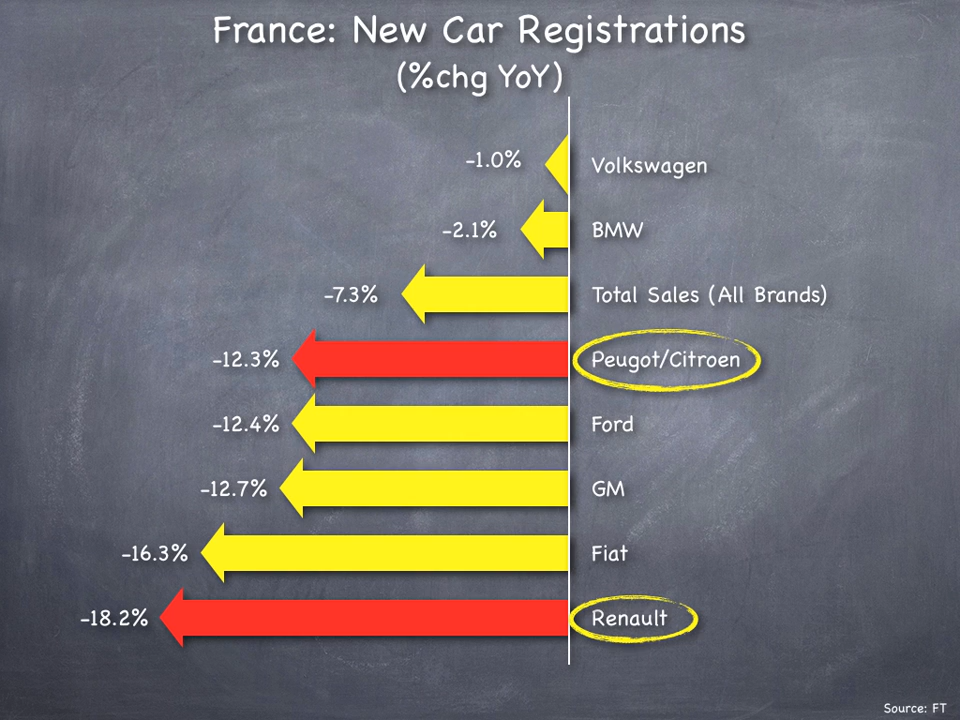 France: New Car Registrations
(%chg YoY)
-1.0% Volkswagen
-2.1% BMW
-7.3% Total Sales (All Brands)
-12.3% Peugot/Citroen
-12.4% Ford
-12.7% GM
-16.3% Fiat
-18.2% Renault
Source: FT